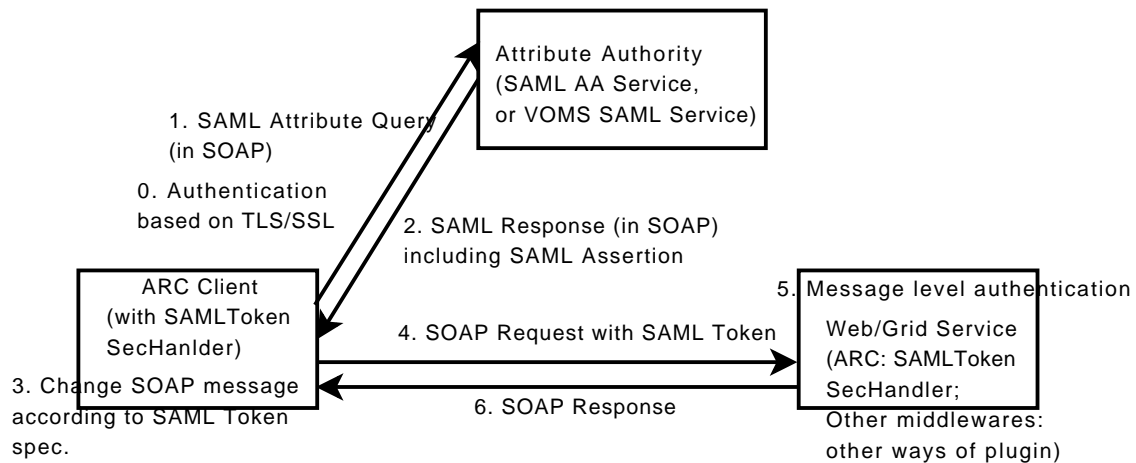 Attribute Authority
(SAML AA Service,
or VOMS SAML Service)
1. SAML Attribute Query
(in SOAP)
0. Authentication
based on TLS/SSL
2. SAML Response (in SOAP)
including SAML Assertion
ARC Client
(with SAMLToken
SecHanlder)
3. Change SOAP message
according to SAML Token
spec.
4. SOAP Request with SAML Token
6. SOAP Response
5. Message level authentication
Web/Grid Service
(ARC: SAMLToken
SecHandler;
Other middlewares:
other ways of plugin)